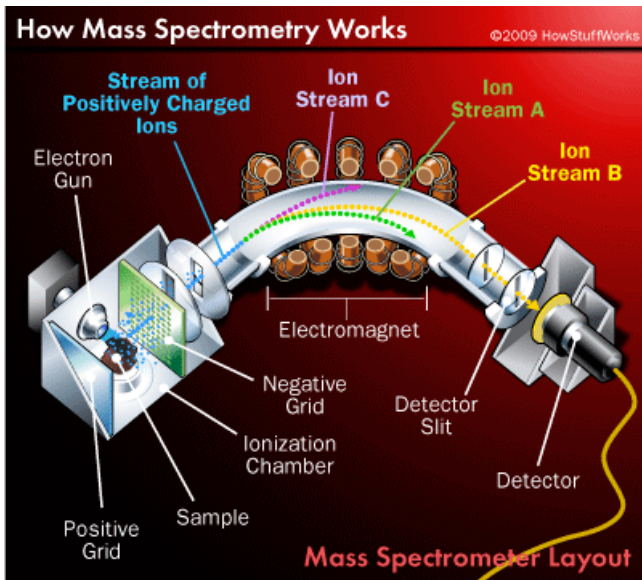 How Mass Spectrometry Works
©2009 HowStuffWorks
Stream of
Positively Charged
Ions
Ion
Stream C
Ion
Stream A
Ion
Stream B
Electron
Gun
Electromagnet
Negative
Grid
Ionization
Chamber
Detector
Slit
Detector
Sample
Positive
Grid
Mass Spectrometer Layout